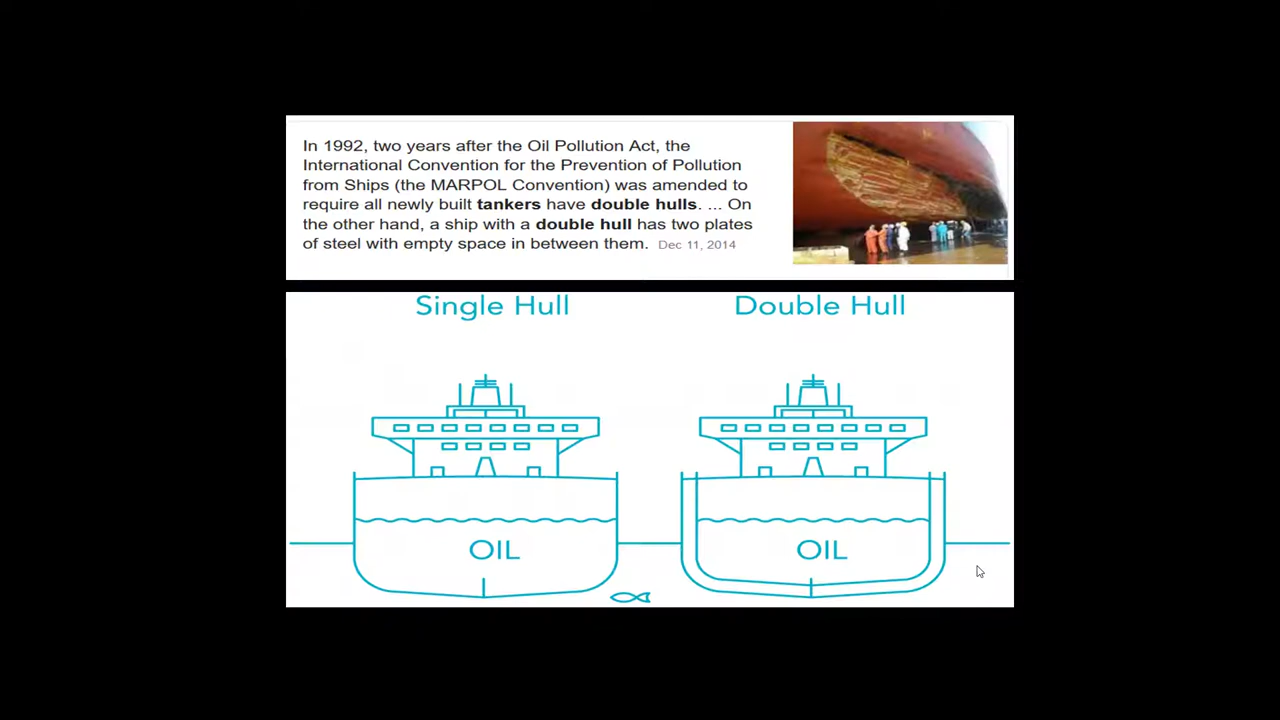 In 1992, two years after the Oil Pollution Act, the
International Convention for the Prevention of Pollution
from Ships (the MARPOL Convention) was amended to
require all newly built tankers have double hulls. ... On
the other hand, a ship with a double hull has two plates
of steel with empty space in between them. Dec 11, 2014
Single Hull
Double Hull
OIL
OIL